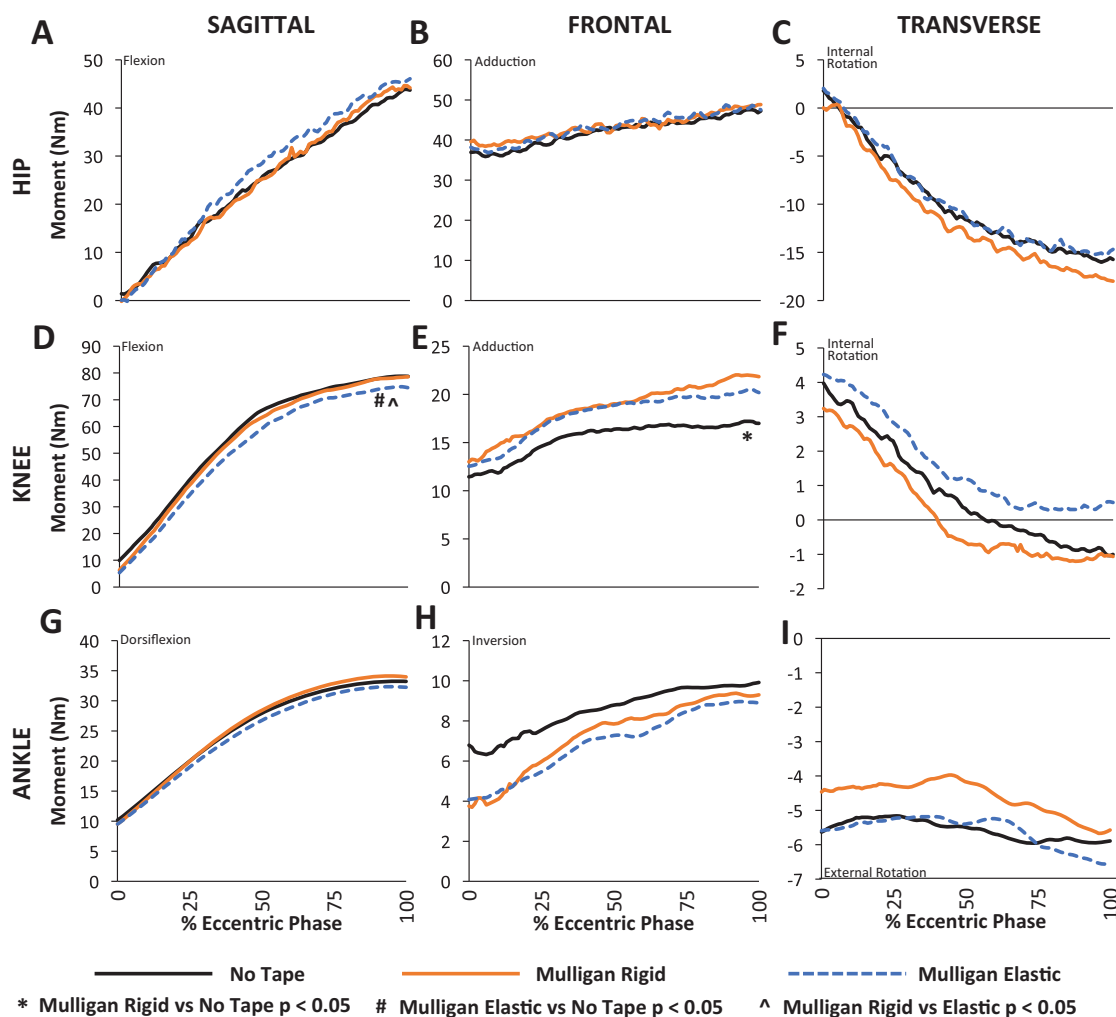 SAGITTAL
FRONTAL
TRANSVERSE
HIP
Moment (Nm)
A
Flexion
50
40
30
20
10
0
B
Adduction
60
50
40
30
20
10
0
C
Internal
Rotation
5
0
-5
-10
-15
-20
KNEE
Moment (Nm)
D
Flexion
90
80
70
60
50
40
30
20
10
0
#^
E
Adduction
25
20
15
10
5
0
*
F
Internal
Rotation
5
4
3
2
1
0
-1
-2
ANKLE
Moment (Nm)
G
Dorsiflexion
40
35
30
25
20
15
10
5
0
0
25
50
75
100
% Eccentric Phase
H
Inversion
12
10
8
6
4
2
0
0
25
50
75
100
% Eccentric Phase
I
0
-1
-2
-3
-4
-5
-6
-7
External Rotation
0
25
50
75
100
% Eccentric Phase
No Tape
Mulligan Rigid
Mulligan Elastic
* Mulligan Rigid vs No Tape p < 0.05
# Mulligan Elastic vs No Tape p < 0.05
^ Mulligan Rigid vs Elastic p < 0.05